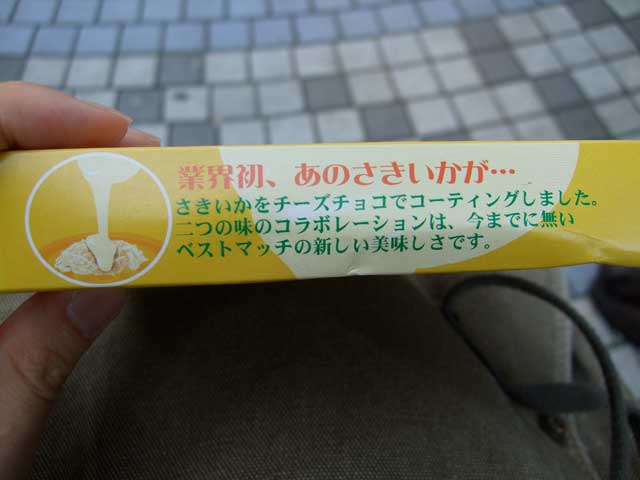 業界初、あのさきいかが…
さきいかをチーズチョコでコーティングしました。
二つの味のコラボレーションは、今までに無い
ベストマッチの新しい美味しさです。